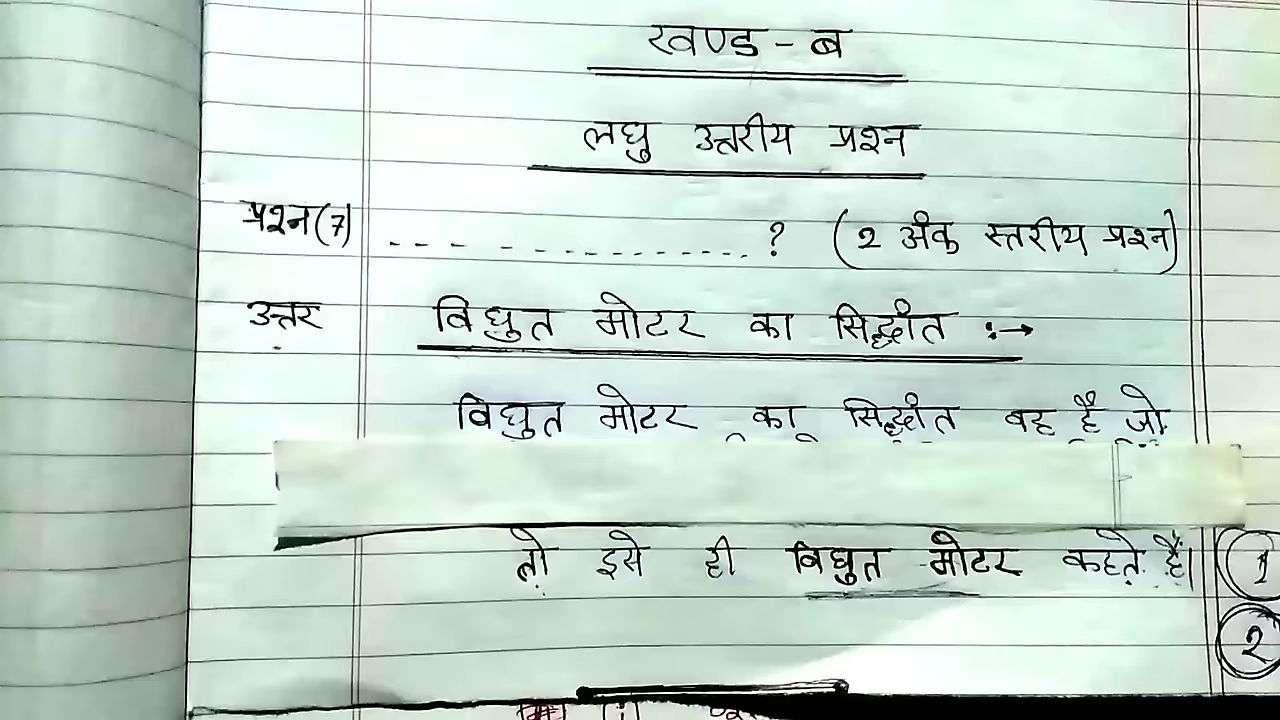 खण्ड - ब
लघु उत्तरीय प्रश्न
प्रश्न(7) - - - - - - - - - - - - - ? (2 अंक स्तरीय प्रश्न)
उत्तर विधुत मोटर का सिद्धांत :→
विधुत मोटर का सिद्धांत वह है जो
तो इसे ही विधुत मोटर कहते हैं। 1
2